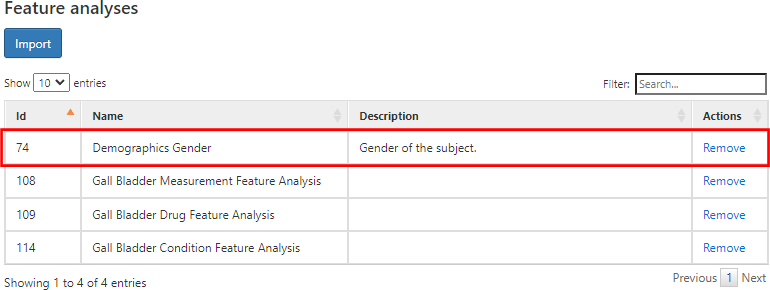 Feature analyses
Import
Show 10 entries Filter: Search...
Id Name Description Actions
74 Demographics Gender Gender of the subject. Remove
108 Gall Bladder Measurement Feature Analysis Remove
109 Gall Bladder Drug Feature Analysis Remove
114 Gall Bladder Condition Feature Analysis Remove
Showing 1 to 4 of 4 entries Previous 1 Next